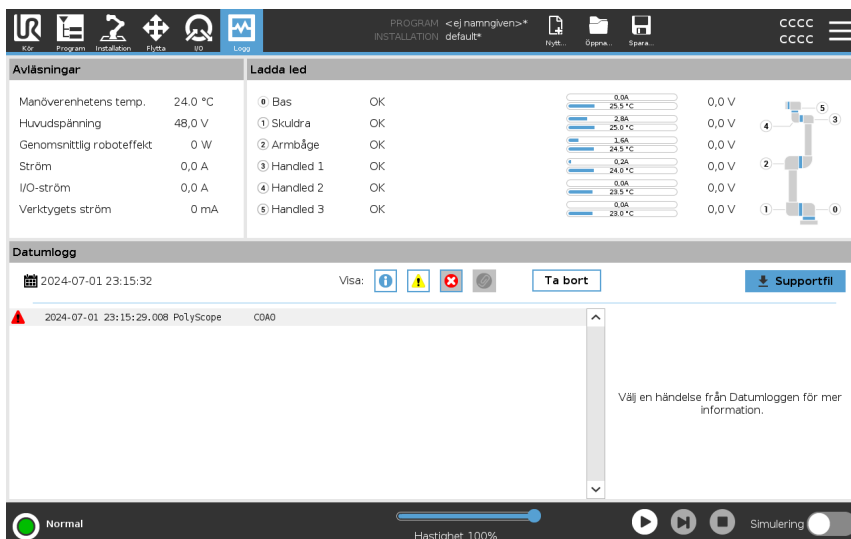 UR
Kör
Program
Installation
Flytta
I/O
Logg
PROGRAM <ej namngiven>*
INSTALLATION default*
Nytt...
Öppna...
Spara...
CCCC
CCCC
Avläsningar
Ladda led
Manöverenhetens temp. 24.0 °C
Huvudspänning 48,0 V
Genomsnittlig roboteffekt 0 W
Ström 0,0 A
I/O-ström 0,0 A
Verktygets ström 0 mA
0 Bas OK 0,0A 25.5 °C 0,0 V
1 Skuldra OK 2,8A 25.0 °C 0,0 V
2 Armbåge OK 1,6A 24.5 °C 0,0 V
3 Handled 1 OK 0,2A 24.0 °C 0,0 V
4 Handled 2 OK 0,0A 23.5 °C 0,0 V
5 Handled 3 OK 0,0A 23.0 °C 0,0 V
5
4
3
2
1
0
Datumlogg
2024-07-01 23:15:32
Visa:
Ta bort
Supportfil
2024-07-01 23:15:29.008 PolyScope C0A0
Välj en händelse från Datumloggen för mer
information.
Normal
Hastighet 100%
Simulering